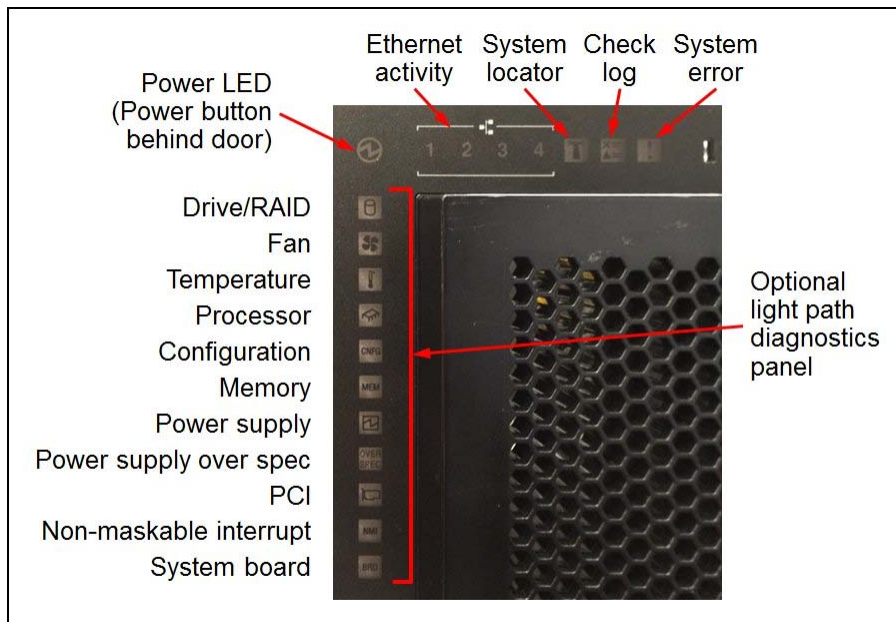 Ethernet activity
System locator
Check log
System error
Power LED
(Power button
behind door)
1 2 3 4
Drive/RAID
Fan
Temperature
Processor
Configuration
CNFG
Memory
MEM
Power supply
Power supply over spec
OVER
SPEC
PCI
Non-maskable interrupt
NMI
System board
BRD
Optional
light path
diagnostics
panel